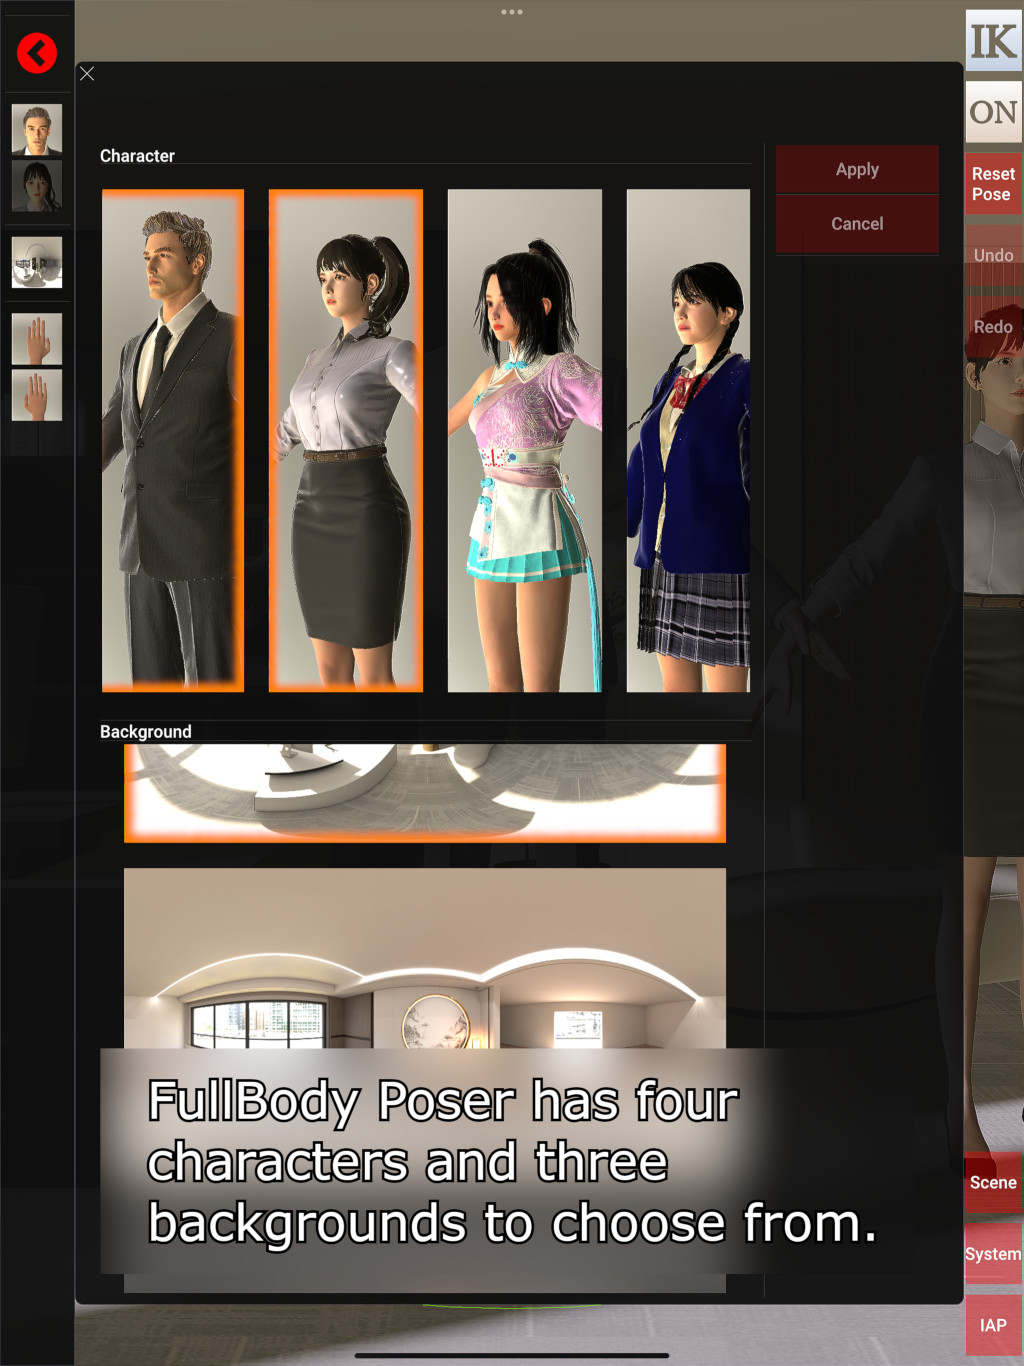 IK
ON
Reset
Pose
Undo
Redo
Character
Apply
Cancel
Background
FullBody Poser has four
characters and three
backgrounds to choose from.
Scene
System
IAP